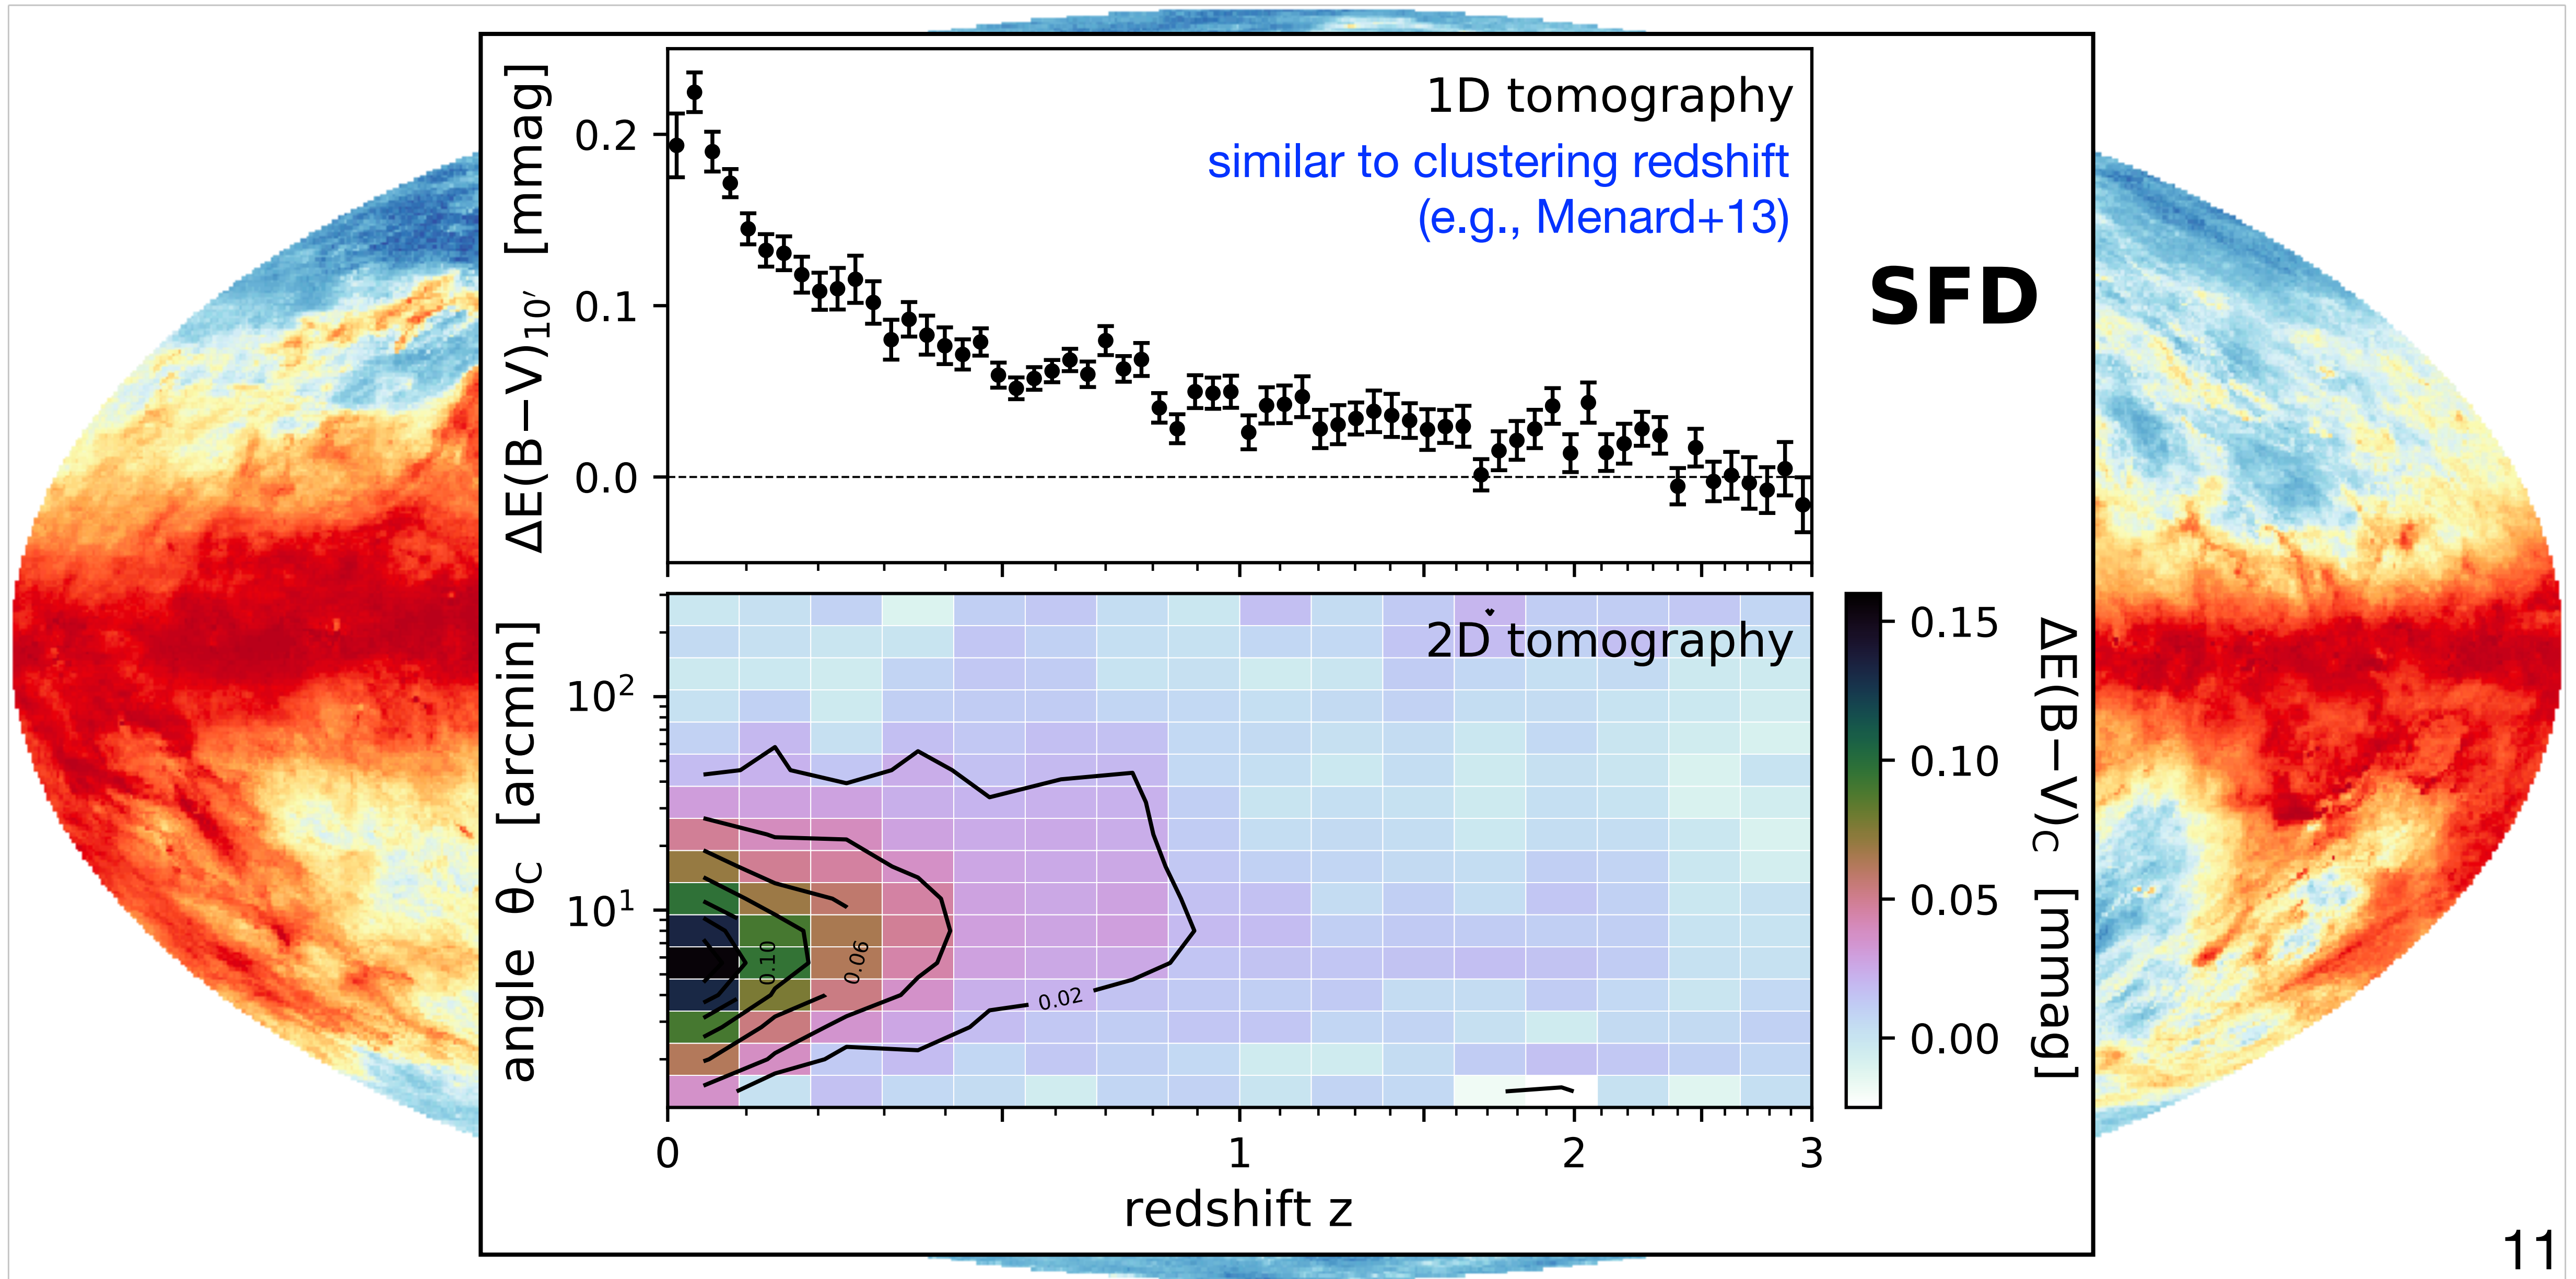 ΔE(B−V)10′ [mmag]
0.2
0.1
0.0
1D tomography
similar to clustering redshift
(e.g., Menard+13)
SFD
angle θC [arcmin]
10²
10¹
2D tomography
0.10
0.06
0.02
0
1
2
3
redshift z
0.15
0.10
0.05
0.00
ΔE(B−V)C [mmag]
11